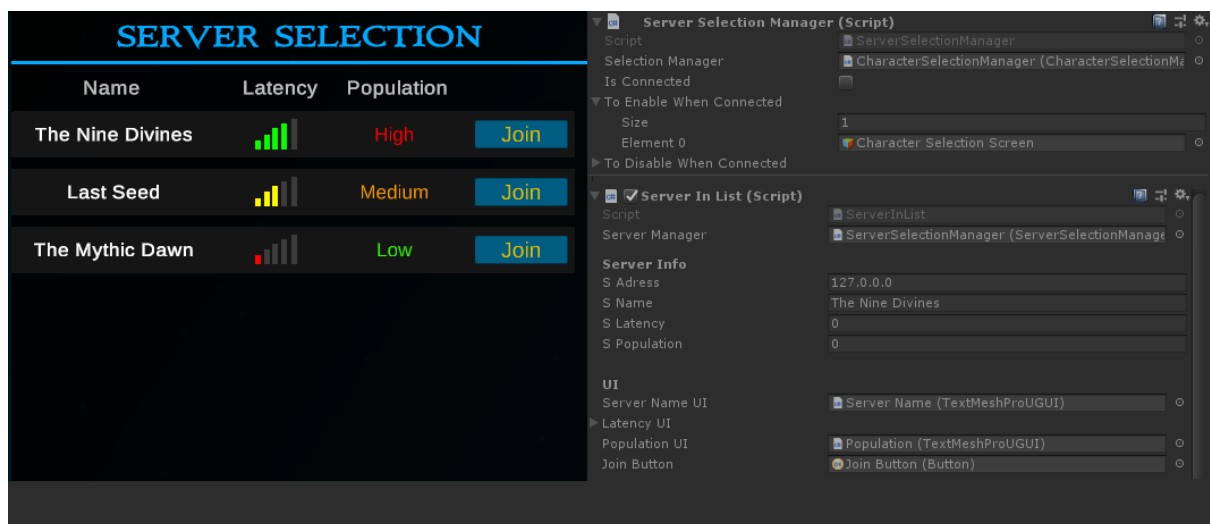 SERVER SELECTION
Name Latency Population
The Nine Divines High Join
Last Seed Medium Join
The Mythic Dawn Low Join
Server Selection Manager (Script)
Script ServerSelectionManager
Selection Manager CharacterSelectionManager (CharacterSelectionMa
Is Connected
To Enable When Connected
Size 1
Element 0 Character Selection Screen
To Disable When Connected
Server In List (Script)
Script ServerInList
Server Manager ServerSelectionManager (ServerSelectionManage
Server Info
S Adress 127.0.0.0
S Name The Nine Divines
S Latency 0
S Population 0
UI
Server Name UI Server Name (TextMeshProUGUI)
Latency UI
Population UI Population (TextMeshProUGUI)
Join Button Join Button (Button)